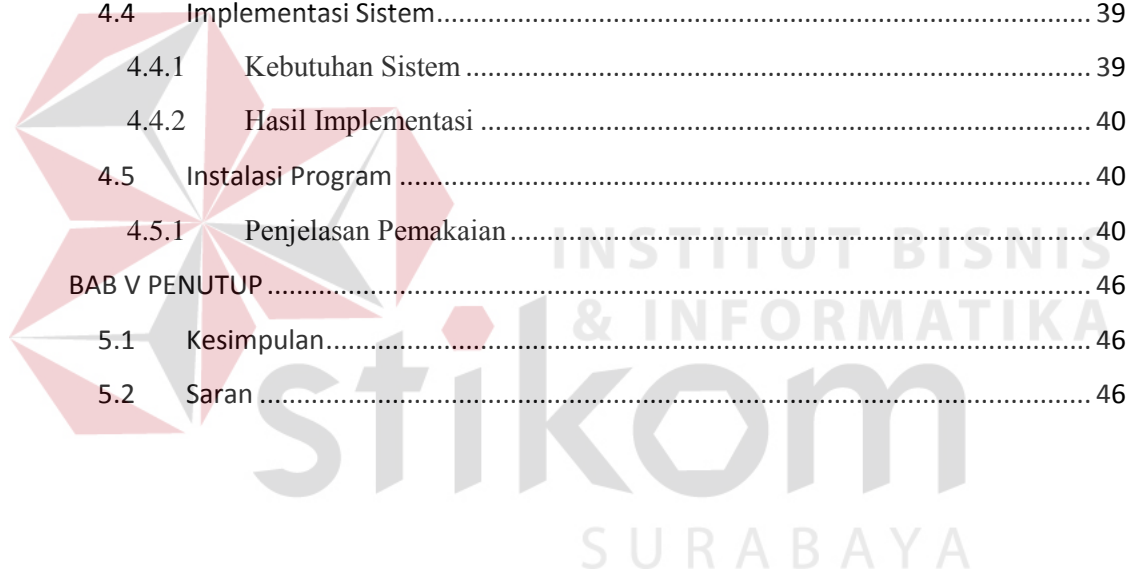 4.4 Implementasi Sistem........................................................................ 39
4.4.1 Kebutuhan Sistem........................................................................ 39
4.4.2 Hasil Implementasi........................................................................ 40
4.5 Instalasi Program........................................................................ 40
4.5.1 Penjelasan Pemakaian........................................................................ 40
BAB V PENUTUP........................................................................ 46
5.1 Kesimpulan........................................................................ 46
5.2 Saran........................................................................ 46
INSTITUT BISNIS
& INFORMATIKA
stikom
SURABAYA